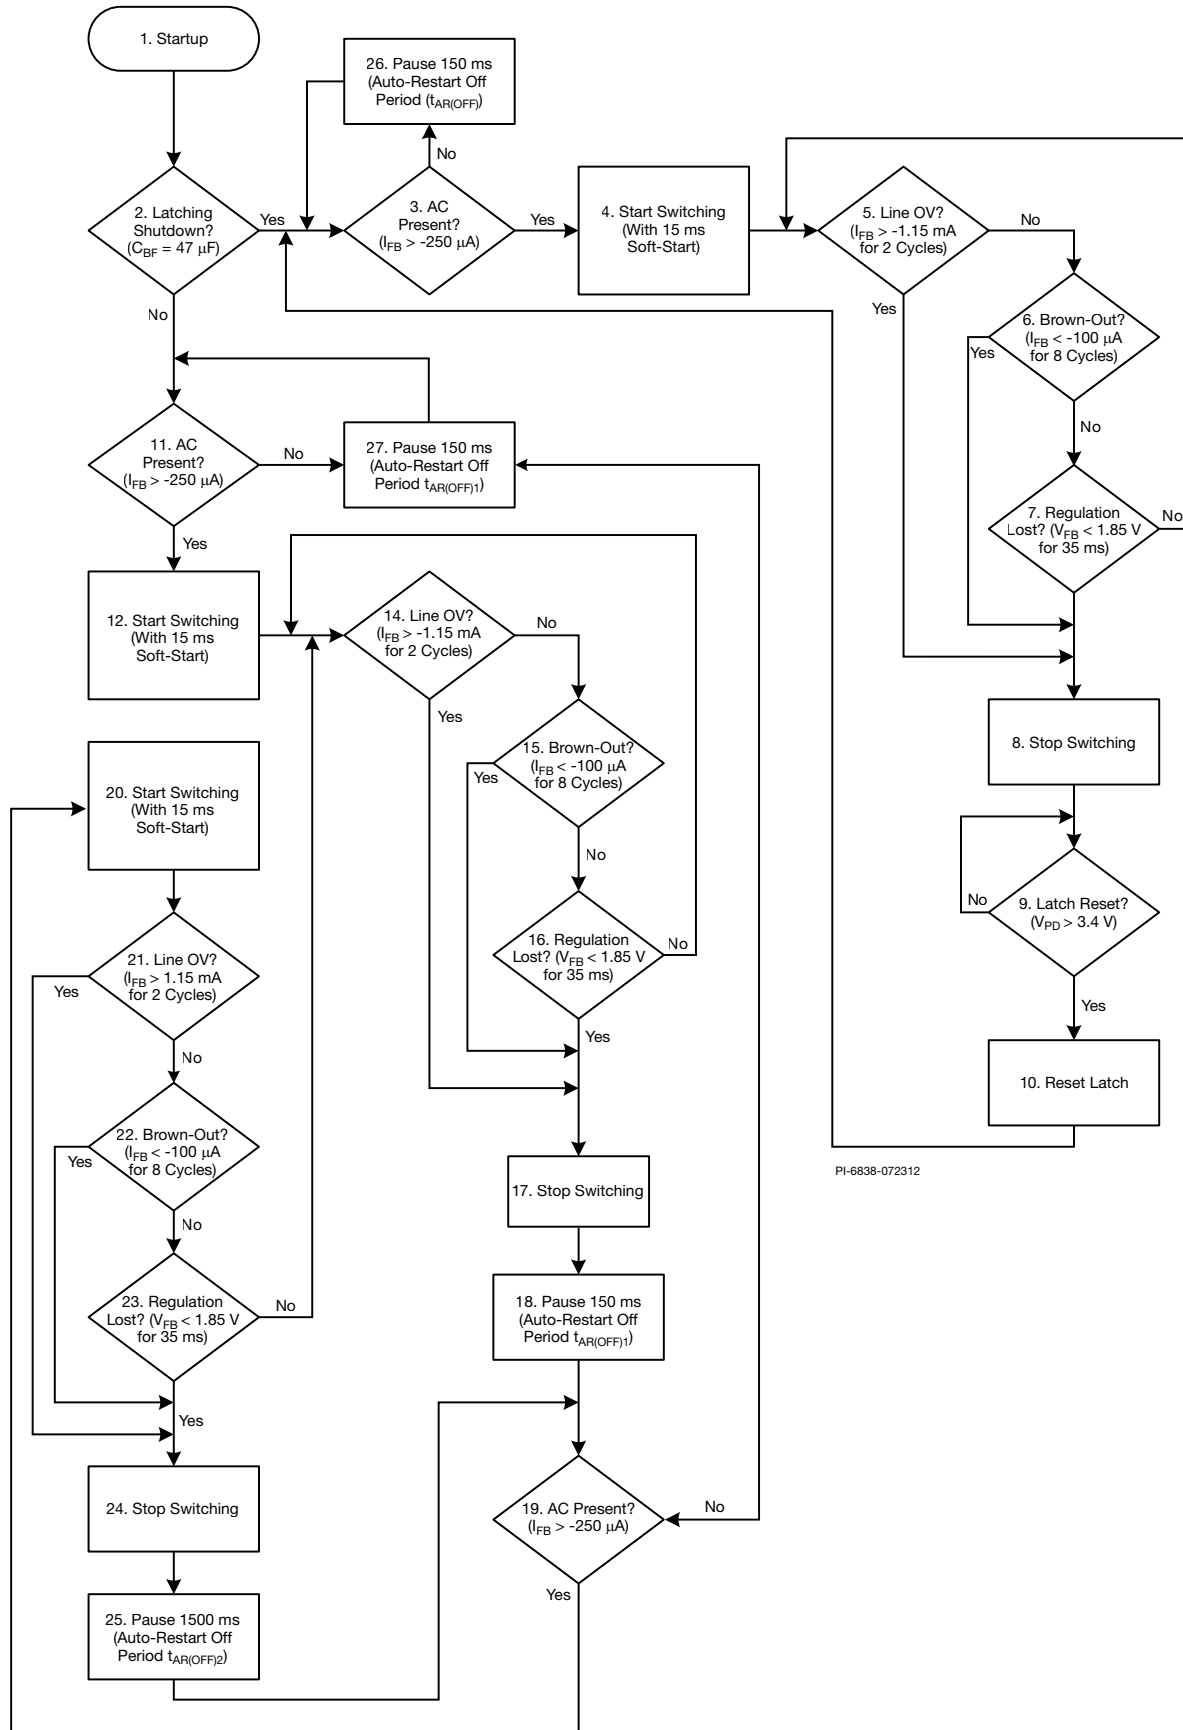 1. Startup
26. Pause 150 ms
(Auto-Restart Off
Period (tAR(OFF))
No
2. Latching
Shutdown?
(CBF = 47 µF)
Yes
3. AC
Present?
(IFB > -250 µA)
Yes
4. Start Switching
(With 15 ms
Soft-Start)
5. Line OV?
(IFB > -1.15 mA
for 2 Cycles)
No
No
Yes
6. Brown-Out?
(IFB < -100 µA
for 8 Cycles)
Yes
No
11. AC
Present?
(IFB > -250 µA)
No
27. Pause 150 ms
(Auto-Restart Off
Period tAR(OFF)1)
Yes
7. Regulation
Lost? (VFB < 1.85 V
for 35 ms)
No
Yes
12. Start Switching
(With 15 ms
Soft-Start)
14. Line OV?
(IFB > -1.15 mA
for 2 Cycles)
No
Yes
15. Brown-Out?
(IFB < -100 µA
for 8 Cycles)
Yes
No
8. Stop Switching
20. Start Switching
(With 15 ms
Soft-Start)
16. Regulation
Lost? (VFB < 1.85 V
for 35 ms)
No
Yes
9. Latch Reset?
(VPD > 3.4 V)
No
Yes
21. Line OV?
(IFB > 1.15 mA
for 2 Cycles)
Yes
No
10. Reset Latch
22. Brown-Out?
(IFB < -100 µA
for 8 Cycles)
Yes
No
PI-6838-072312
17. Stop Switching
23. Regulation
Lost? (VFB < 1.85 V
for 35 ms)
No
Yes
18. Pause 150 ms
(Auto-Restart Off
Period tAR(OFF)1)
24. Stop Switching
19. AC Present?
(IFB > -250 µA)
No
Yes
25. Pause 1500 ms
(Auto-Restart Off
Period tAR(OFF)2)